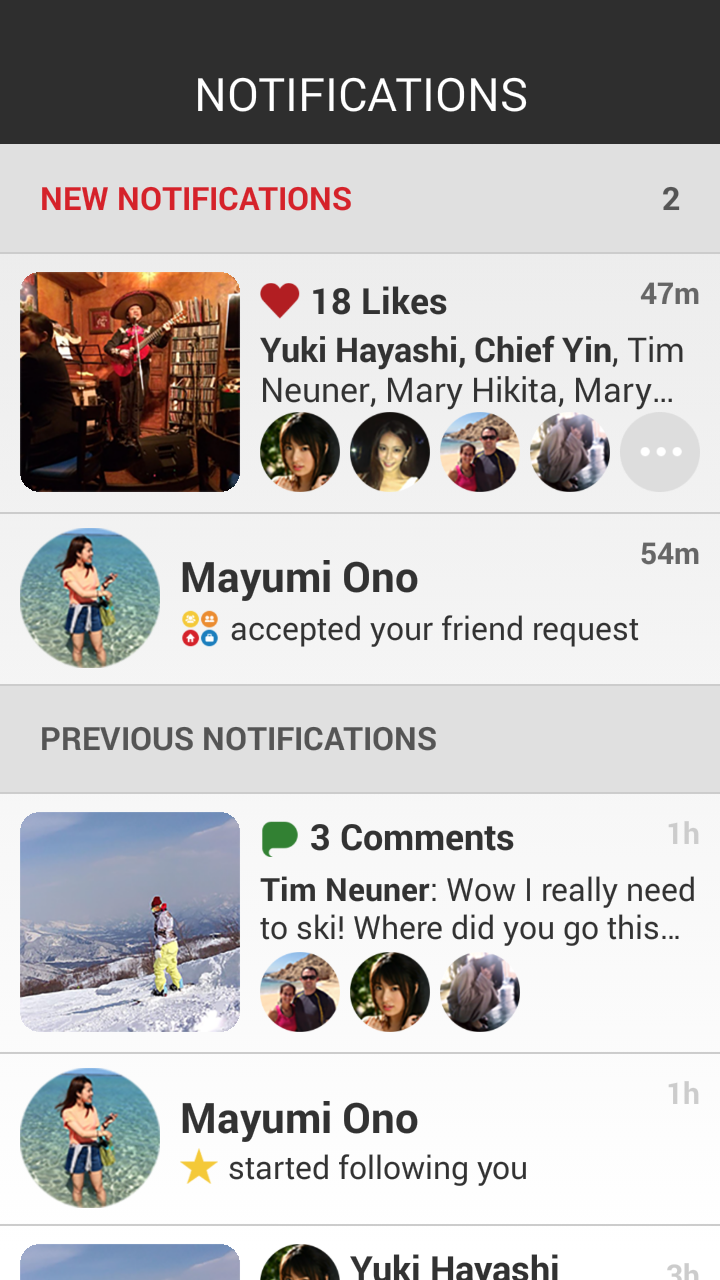 NOTIFICATIONS
NEW NOTIFICATIONS 2
18 Likes 47m
Yuki Hayashi, Chief Yin, Tim
Neuner, Mary Hikita, Mary...
Mayumi Ono 54m
accepted your friend request
PREVIOUS NOTIFICATIONS
3 Comments 1h
Tim Neuner: Wow I really need
to ski! Where did you go this...
Mayumi Ono 1h
started following you
Yuki Hayashi 3h